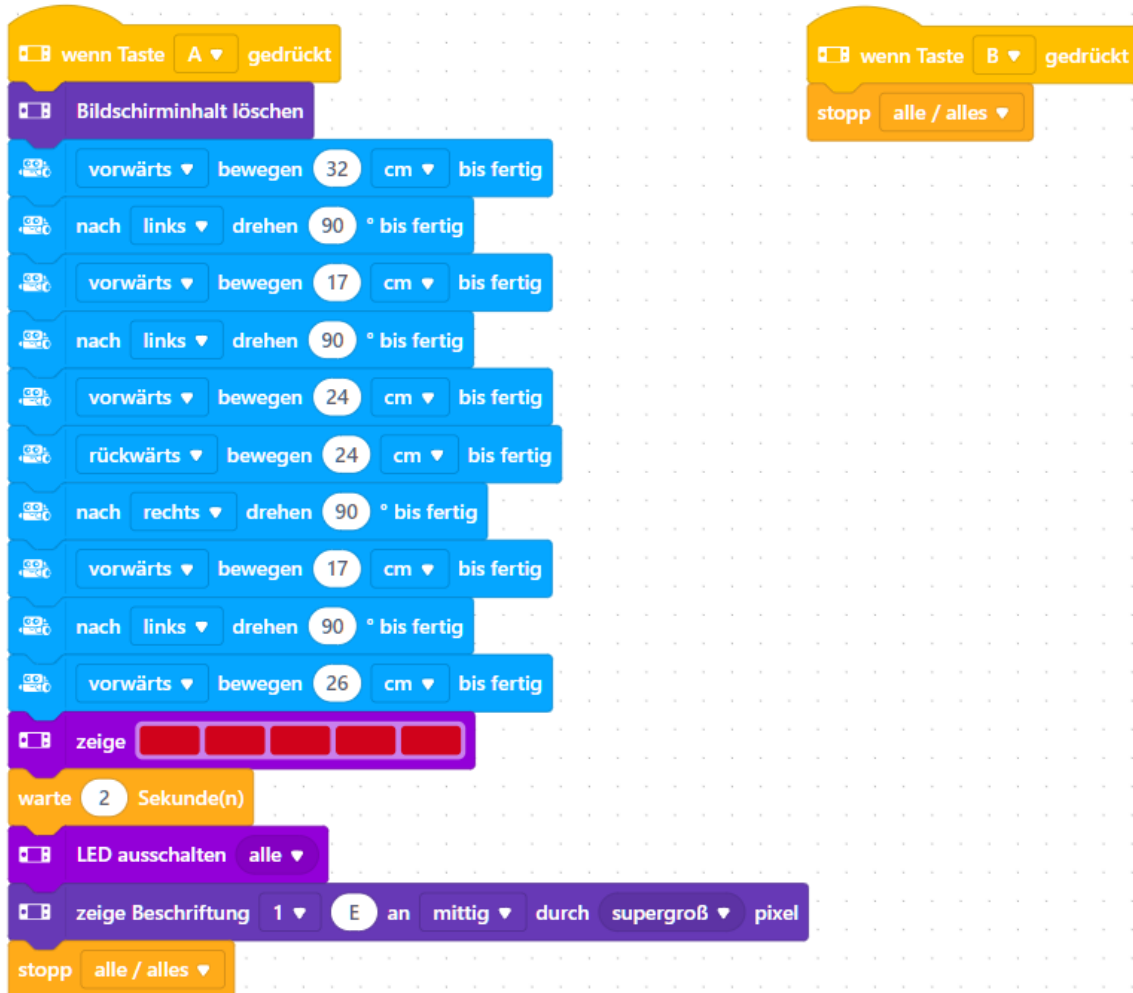 wenn Taste A gedrückt
Bildschirminhalt löschen
vorwärts bewegen 32 cm bis fertig
nach links drehen 90 ° bis fertig
vorwärts bewegen 17 cm bis fertig
nach links drehen 90 ° bis fertig
vorwärts bewegen 24 cm bis fertig
rückwärts bewegen 24 cm bis fertig
nach rechts drehen 90 ° bis fertig
vorwärts bewegen 17 cm bis fertig
nach links drehen 90 ° bis fertig
vorwärts bewegen 26 cm bis fertig
zeige
warte 2 Sekunde(n)
LED ausschalten alle
zeige Beschriftung 1 E an mittig durch supergroß pixel
stopp alle / alles
wenn Taste B gedrückt
stopp alle / alles